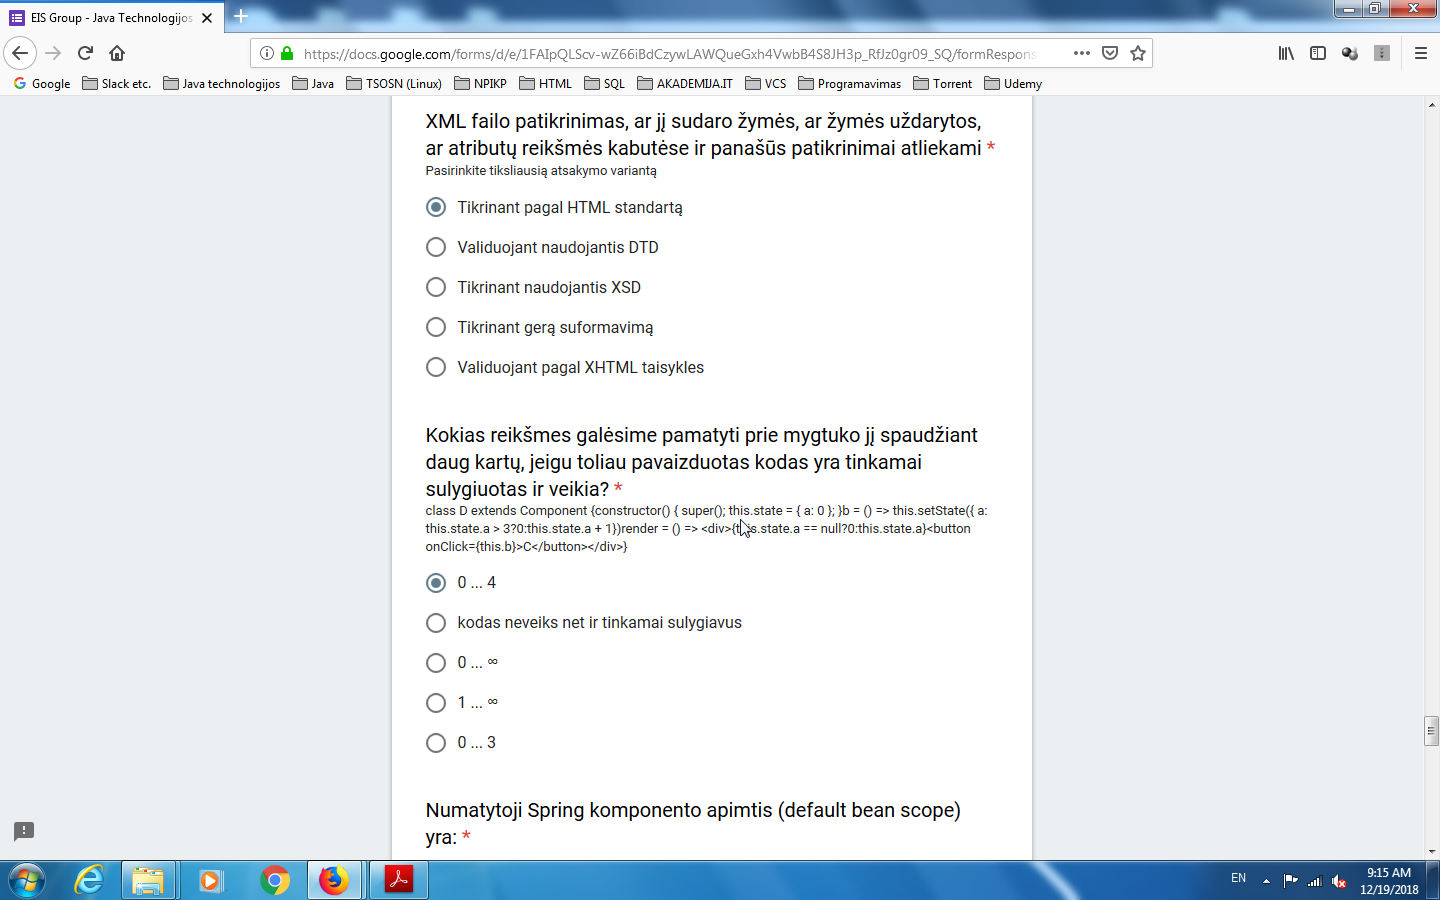 EIS Group - Java Technologijos
https://docs.google.com/forms/d/e/1FAIpQLScv-wZ66iBdCzywLAWQueGxh4VwbB4S8JH3p_RfJz0gr09_SQ/formRespons
Google Slack etc. Java technologijos Java TSOSN (Linux) NPIKP HTML SQL AKADEMIJA.IT VCS Programavimas Torrent Udemy
XML failo patikrinimas, ar jį sudaro žymės, ar žymės uždarytos,
ar atributų reikšmės kabutėse ir panašūs patikrinimai atliekami *
Pasirinkite tiksliausią atsakymo variantą
Tikrinant pagal HTML standartą
Validuojant naudojantis DTD
Tikrinant naudojantis XSD
Tikrinant gerą suformavimą
Validuojant pagal XHTML taisykles
Kokias reikšmes galėsime pamatyti prie mygtuko jį spaudžiant
daug kartų, jeigu toliau pavaizduotas kodas yra tinkamai
sulygiuotas ir veikia? *
class D extends Component {constructor() { super(); this.state = { a: 0 }; }b = () => this.setState({ a:
this.state.a > 3?0:this.state.a + 1})render = () => <div>{this.state.a == null?0:this.state.a}<button
onClick={this.b}>C</button></div>}
0 ... 4
kodas neveiks net ir tinkamai sulygiavus
0 ... ∞
1 ... ∞
0 ... 3
Numatytoji Spring komponento apimtis (default bean scope)
yra: *
EN
9:15 AM
12/19/2018